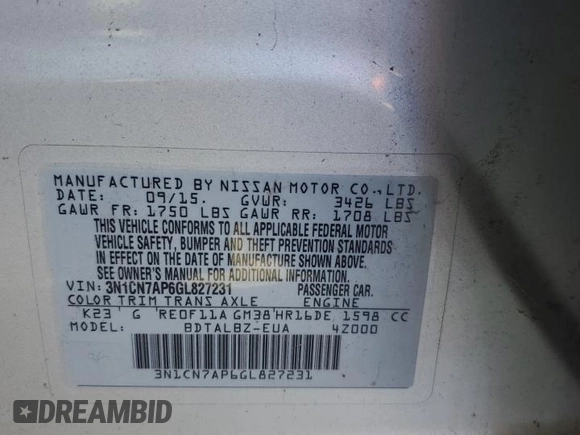 MANUFACTURED BY NISSAN MOTOR CO.,LTD.
DATE: 09/15. GVWR: 3426 LBS
GAWR FR: 1750 LBS GAWR RR: 1708 LBS
THIS VEHICLE CONFORMS TO ALL APPLICABLE FEDERAL MOTOR
VEHICLE SAFETY, BUMPER AND THEFT PREVENTION STANDARDS
IN EFFECT ON THE DATE OF MANUFACTURE SHOWN ABOVE.
SEE OWNER'S MANUAL FOR ADDITIONAL INFORMATION.
VIN: 3N1CN7AP6GL827231 PASSENGER CAR.
COLOR TRIM TRANS AXLE ENGINE
K23 G RE0F11A GM38 HR16DE 1598 CC
MODEL: BDTALBZ-EUA 4Z000
3N1CN7AP6GL827231
DREAMBID